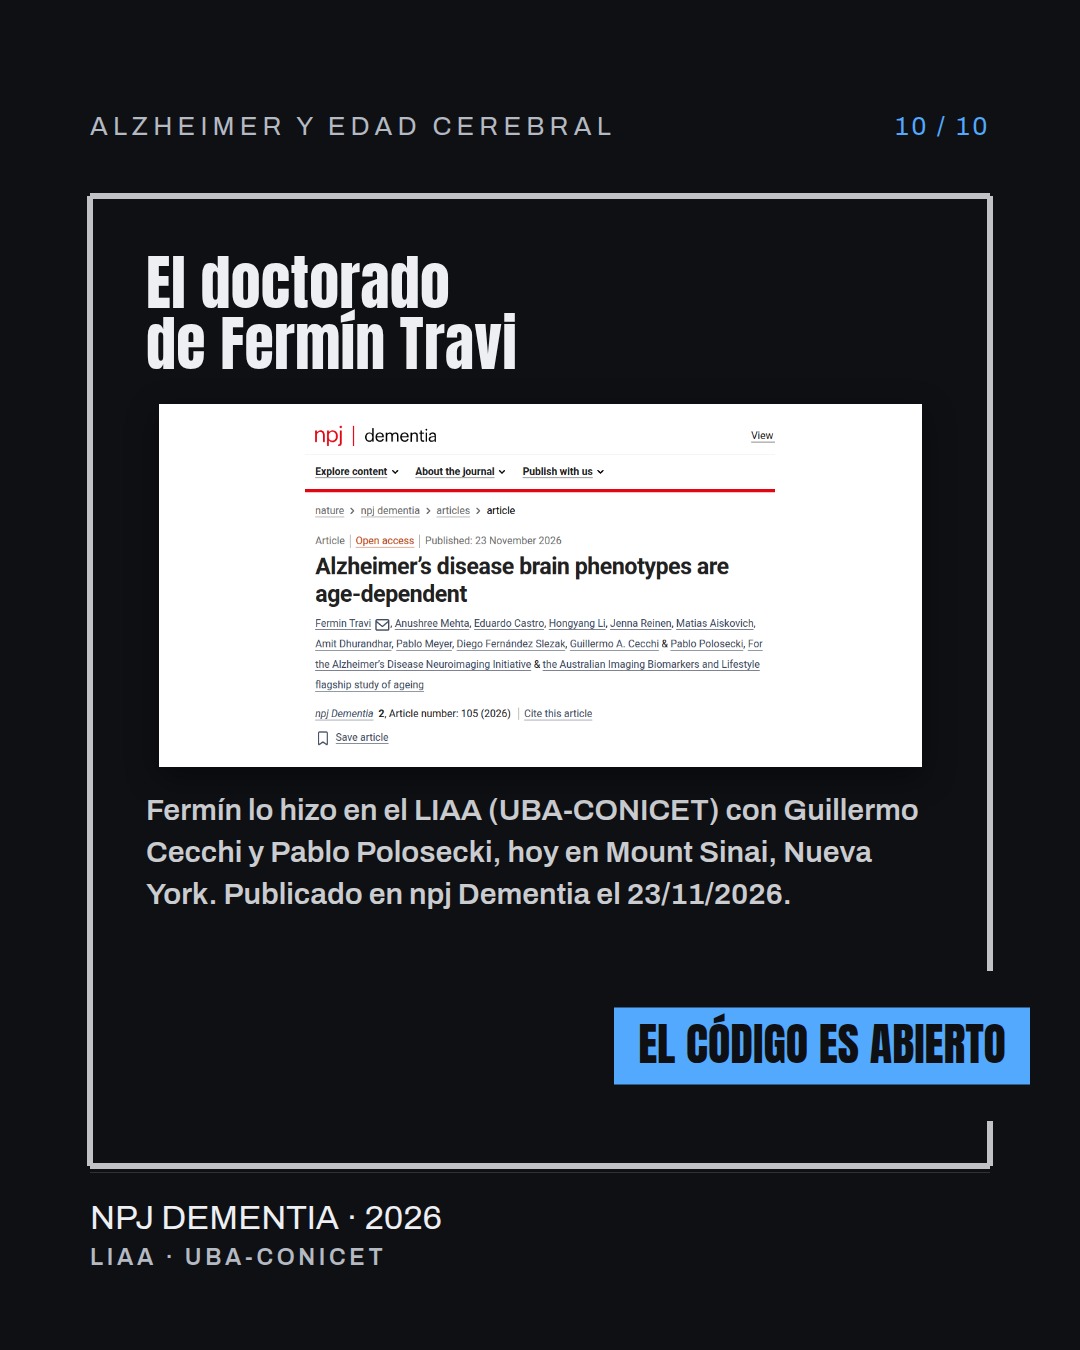 ALZHEIMER Y EDAD CEREBRAL
10 / 10
El doctorado
de Fermín Travi
npj | dementia
View
Explore content
About the journal
Publish with us
nature > npj dementia > articles > article
Article | Open access | Published: 23 November 2026
Alzheimer’s disease brain phenotypes are
age-dependent
Fermin Travi, Anushree Mehta, Eduardo Castro, Hongyang Li, Jenna Reinen, Matias Aiskovich,
Amit Dhurandhar, Pablo Meyer, Diego Fernández Slezak, Guillermo A. Cecchi & Pablo Polosecki, For
the Alzheimer’s Disease Neuroimaging Initiative & the Australian Imaging Biomarkers and Lifestyle
flagship study of ageing
npj Dementia 2, Article number: 105 (2026) | Cite this article
Save article
Fermín lo hizo en el LIAA (UBA-CONICET) con Guillermo
Cecchi y Pablo Polosecki, hoy en Mount Sinai, Nueva
York. Publicado en npj Dementia el 23/11/2026.
EL CÓDIGO ES ABIERTO
NPJ DEMENTIA · 2026
LIAA · UBA-CONICET